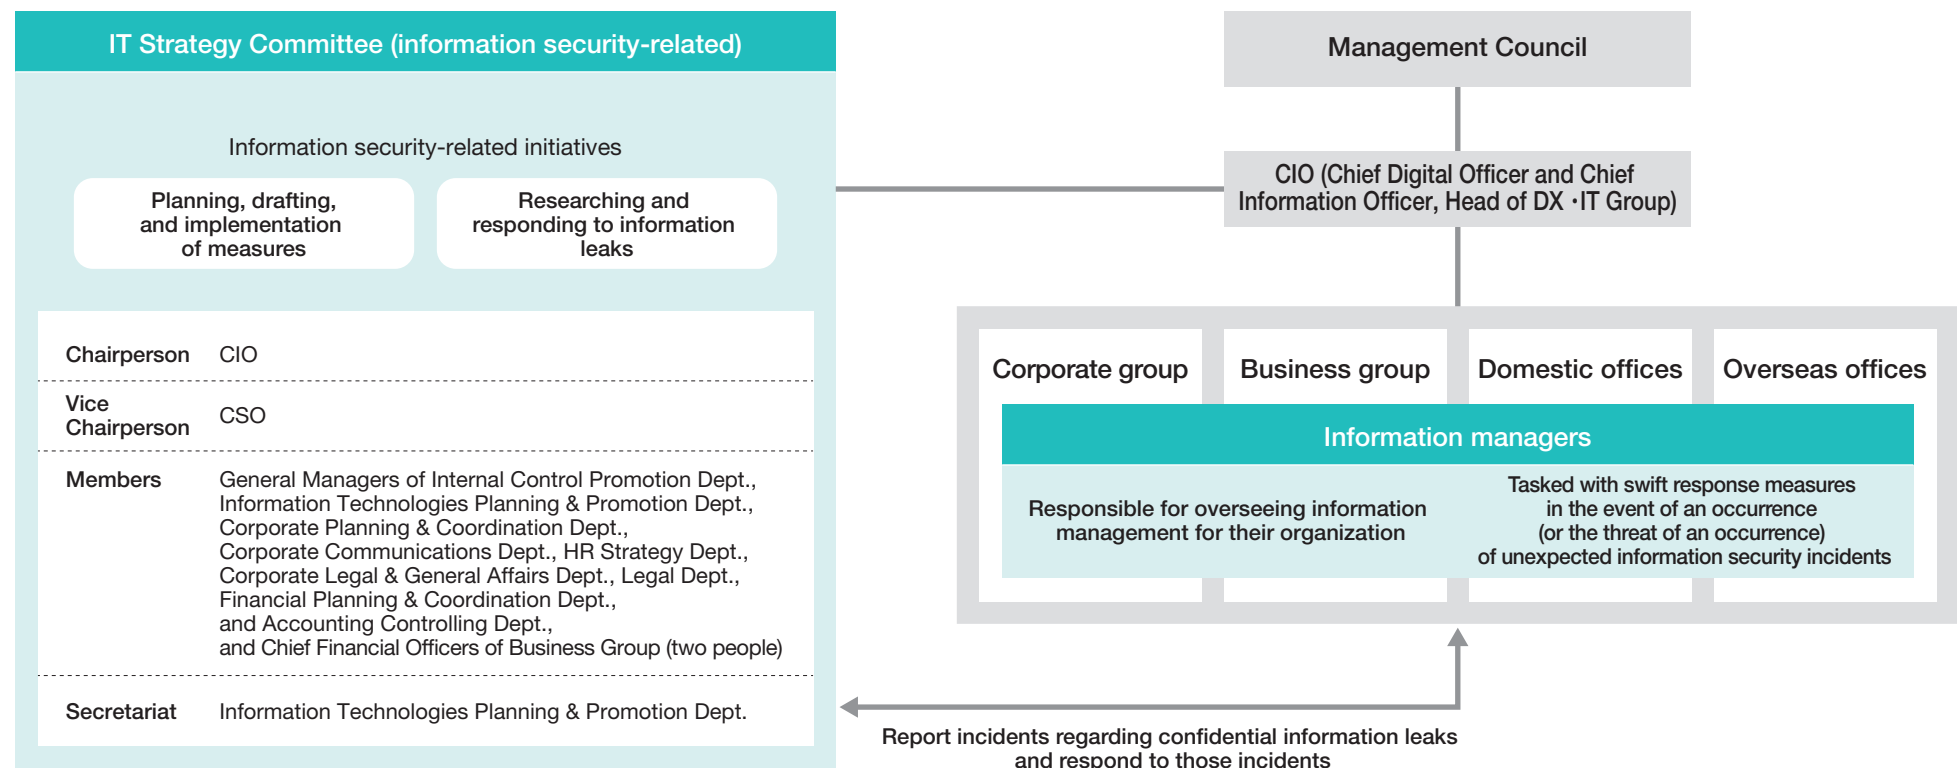 IT Strategy Committee (information security-related)
Information security-related initiatives
Planning, drafting,
and implementation
of measures
Researching and
responding to information
leaks
Chairperson CIO
Vice
Chairperson
CSO
Members
General Managers of Internal Control Promotion Dept.,
Information Technologies Planning & Promotion Dept.,
Corporate Planning & Coordination Dept.,
Corporate Communications Dept., HR Strategy Dept.,
Corporate Legal & General Affairs Dept., Legal Dept.,
Financial Planning & Coordination Dept.,
and Accounting Controlling Dept.,
and Chief Financial Officers of Business Group (two people)
Secretariat Information Technologies Planning & Promotion Dept.
Management Council
CIO (Chief Digital Officer and Chief
Information Officer, Head of DX・IT Group)
Corporate group
Business group
Domestic offices
Overseas offices
Information managers
Responsible for overseeing information
management for their organization
Tasked with swift response measures
in the event of an occurrence
(or the threat of an occurrence)
of unexpected information security incidents
Report incidents regarding confidential information leaks
and respond to those incidents